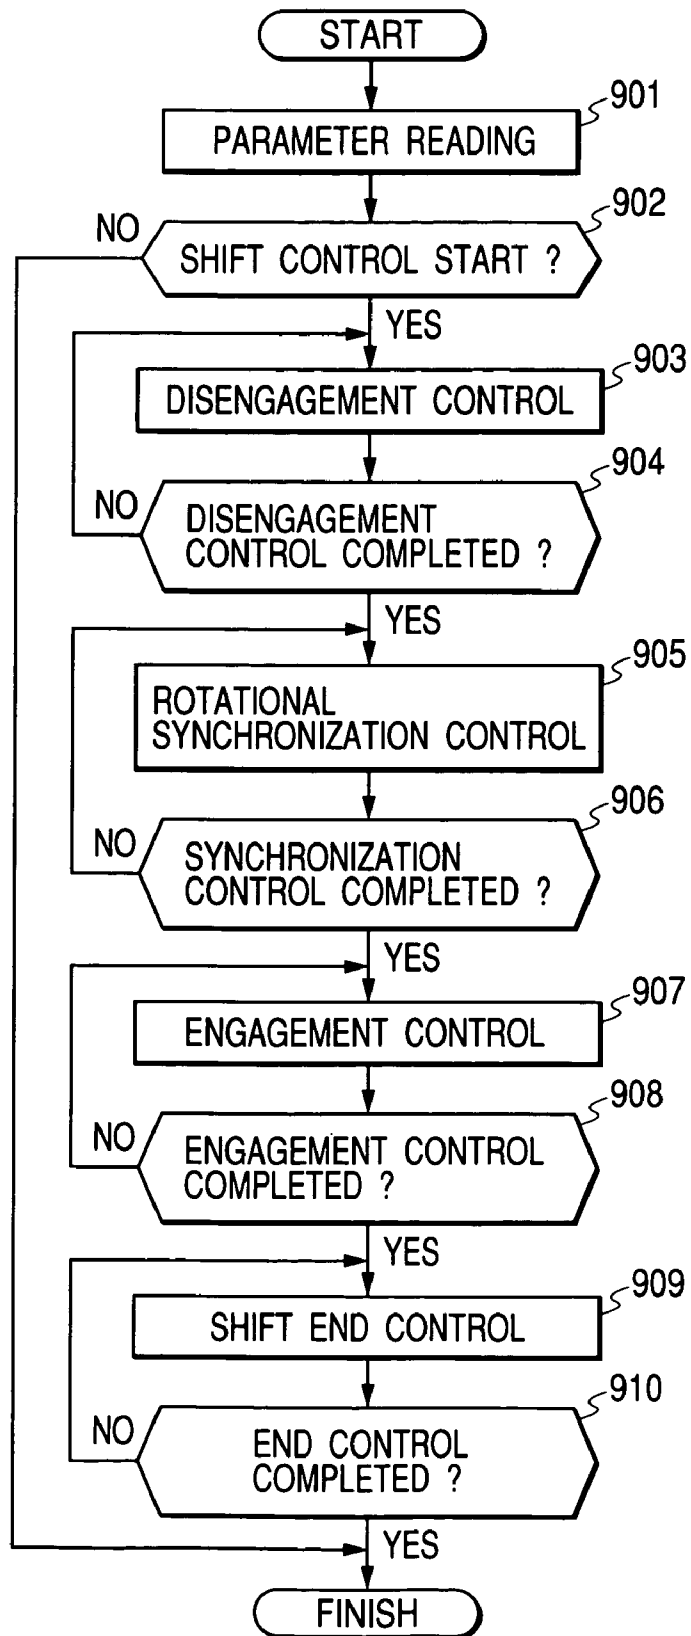 START
901
PARAMETER READING
902
NO
SHIFT CONTROL START ?
YES
903
DISENGAGEMENT CONTROL
904
NO
DISENGAGEMENT
CONTROL COMPLETED ?
YES
905
ROTATIONAL
SYNCHRONIZATION CONTROL
906
NO
SYNCHRONIZATION
CONTROL COMPLETED ?
YES
907
ENGAGEMENT CONTROL
908
NO
ENGAGEMENT CONTROL
COMPLETED ?
YES
909
SHIFT END CONTROL
910
NO
END CONTROL
COMPLETED ?
YES
FINISH